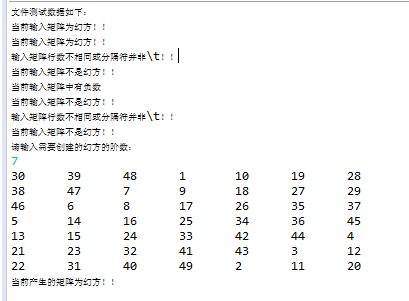 文件测试数据如下:
当前输入矩阵为幻方!!
当前输入矩阵为幻方!!
输入矩阵行数不相同或分隔符并非\t!!
当前输入矩阵不是幻方!!
当前输入矩阵中有负数
当前输入矩阵不是幻方!!
输入矩阵行数不相同或分隔符并非\t!!
当前输入矩阵不是幻方!!
请输入需要创建的幻方的阶数:
7
30 39 48 1 10 19 28
38 47 7 9 18 27 29
46 6 8 17 26 35 37
5 14 16 25 34 36 45
13 15 24 33 42 44 4
21 23 32 41 43 3 12
22 31 40 49 2 11 20
当前产生的矩阵为幻方!!